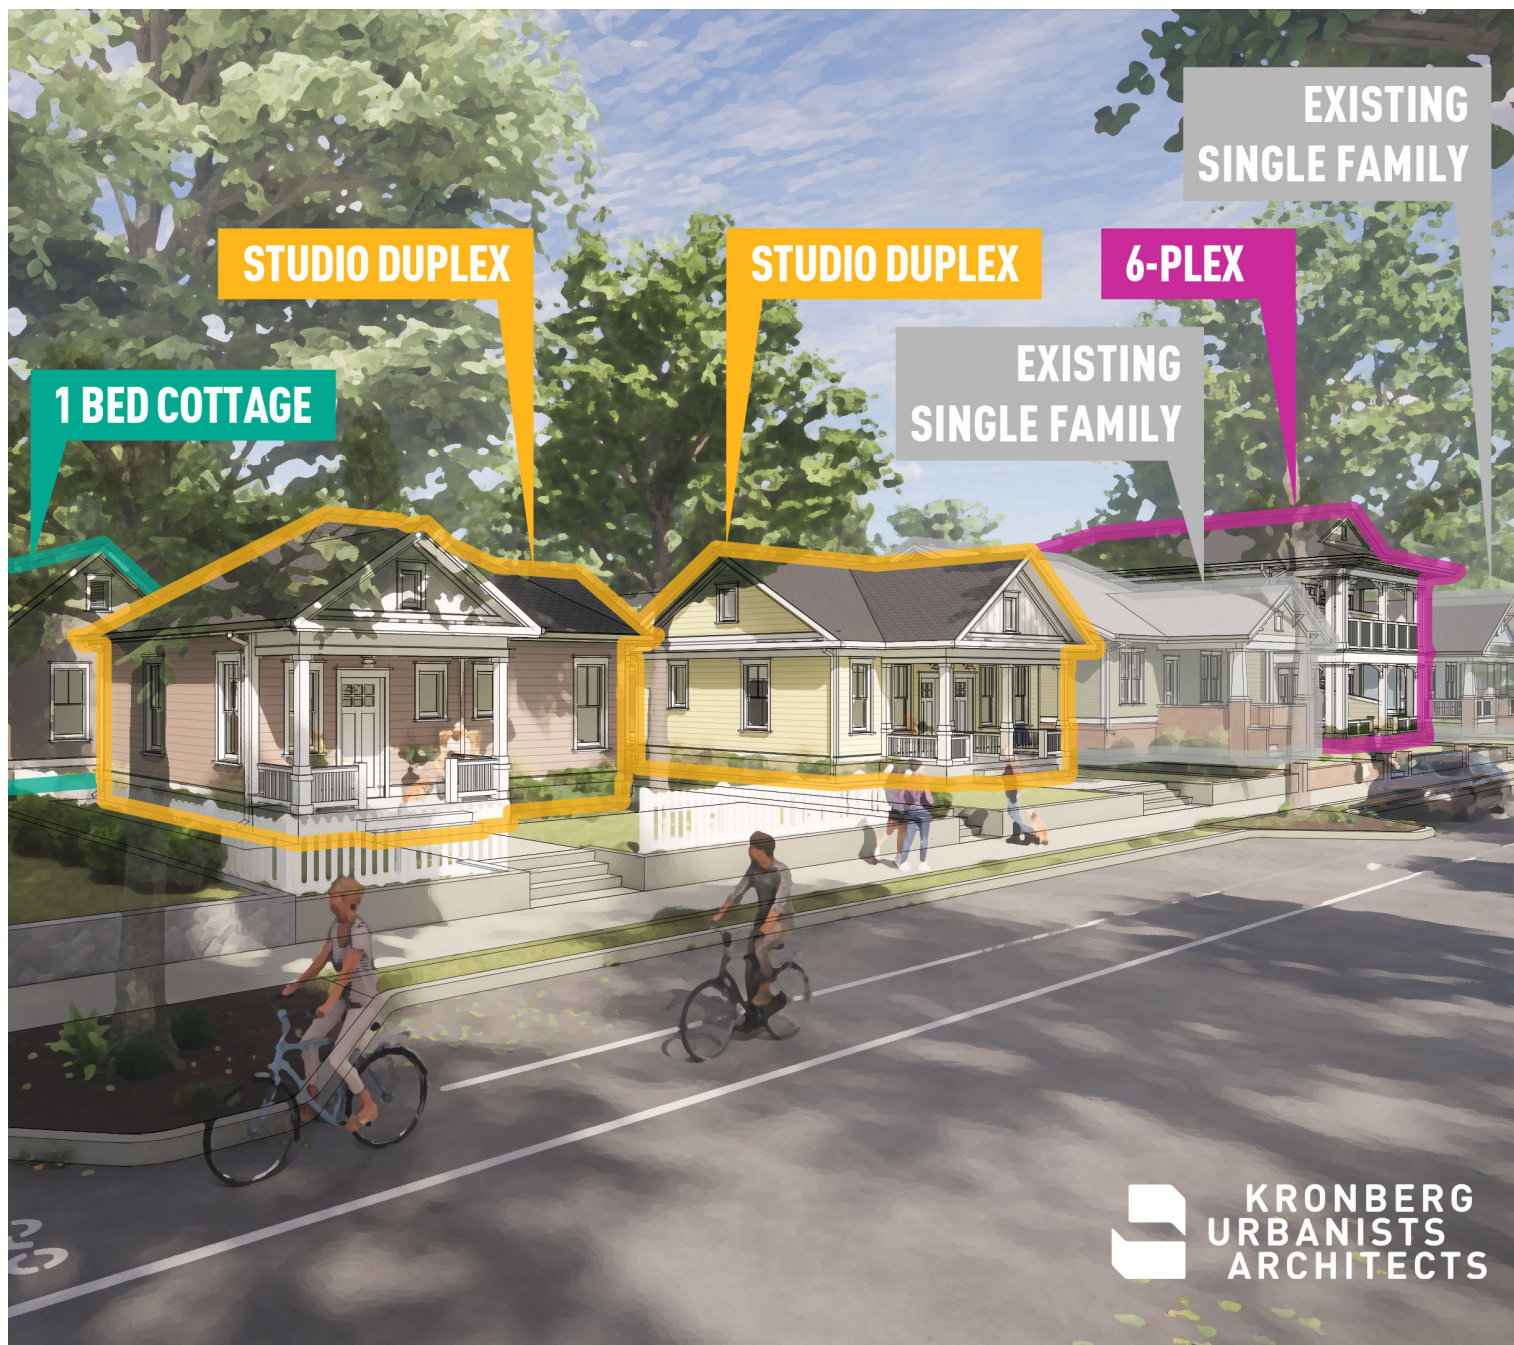 EXISTING
SINGLE FAMILY
STUDIO DUPLEX
STUDIO DUPLEX
6-PLEX
EXISTING
SINGLE FAMILY
1 BED COTTAGE
KRONBERG
URBANISTS
ARCHITECTS